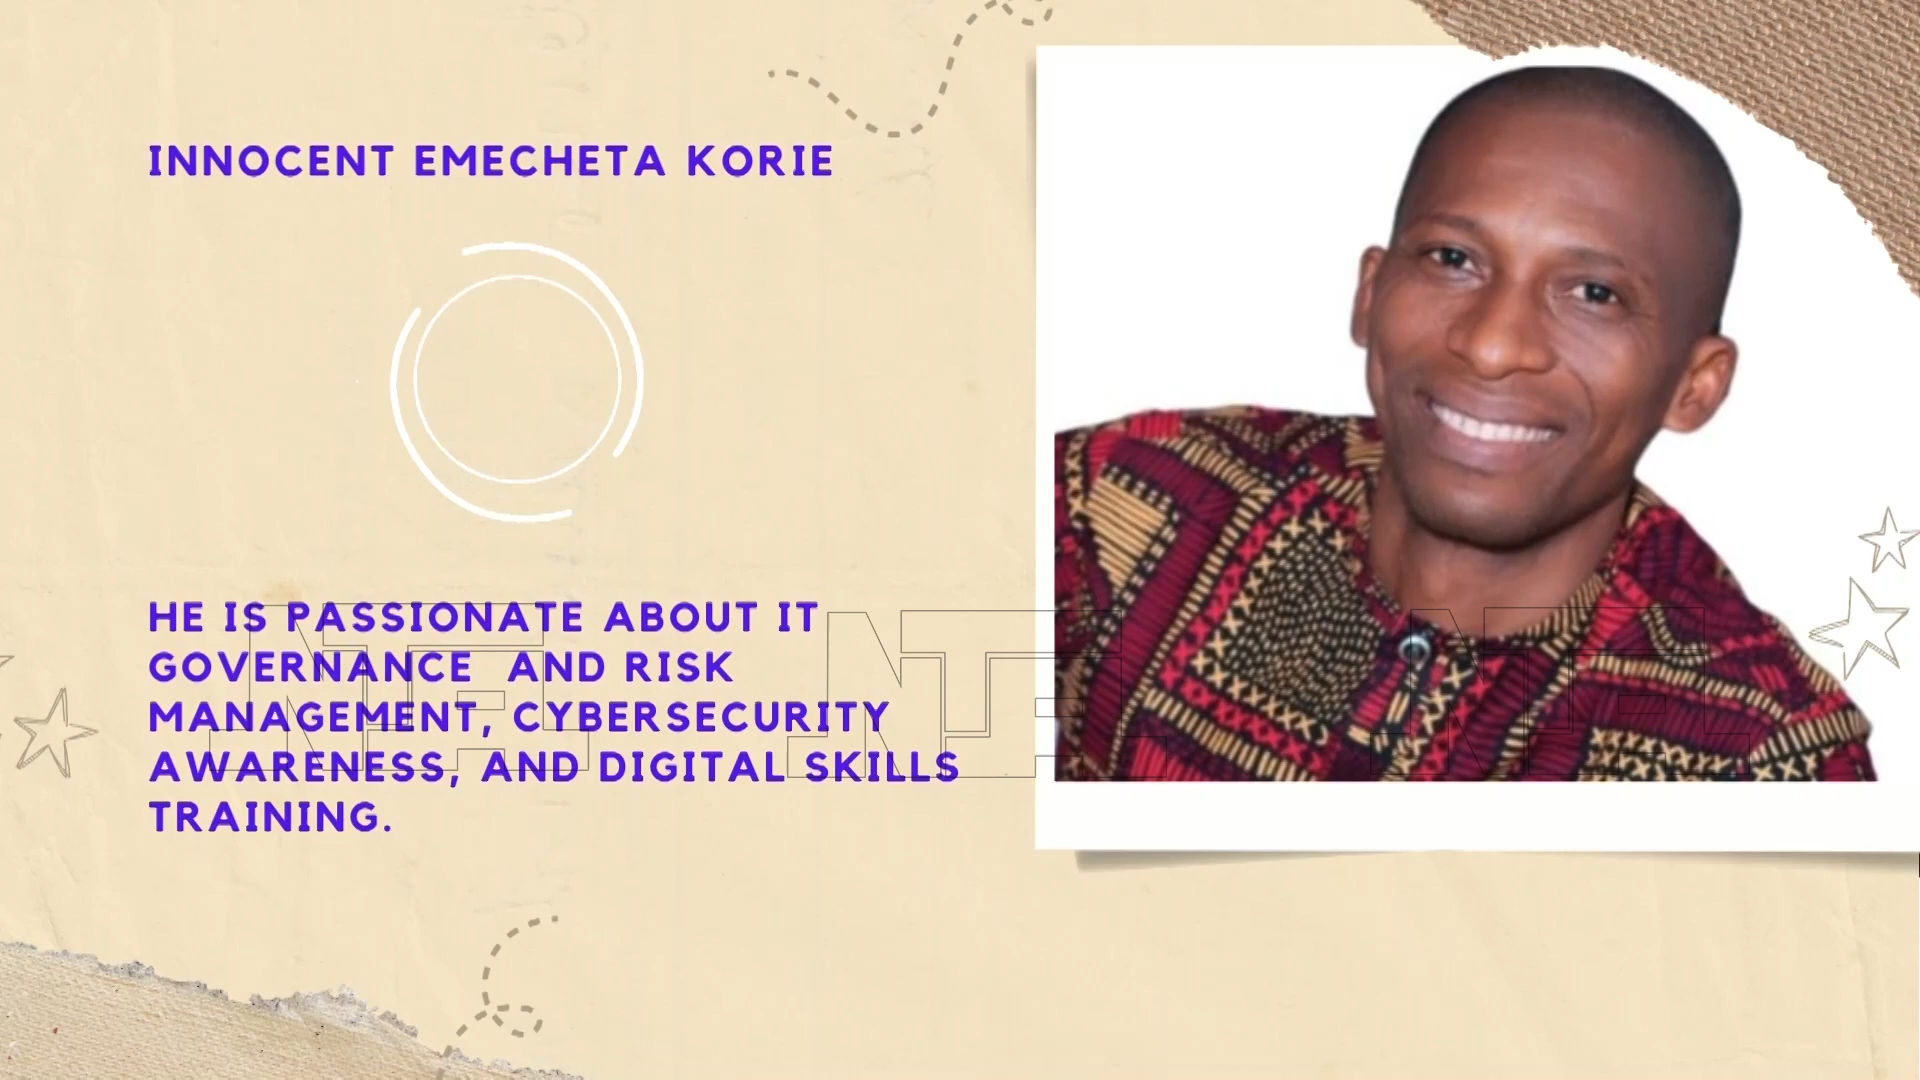 INNOCENT EMECHETA KORIE
HE IS PASSIONATE ABOUT IT
GOVERNANCE AND RISK
MANAGEMENT, CYBERSECURITY
AWARENESS, AND DIGITAL SKILLS
TRAINING.